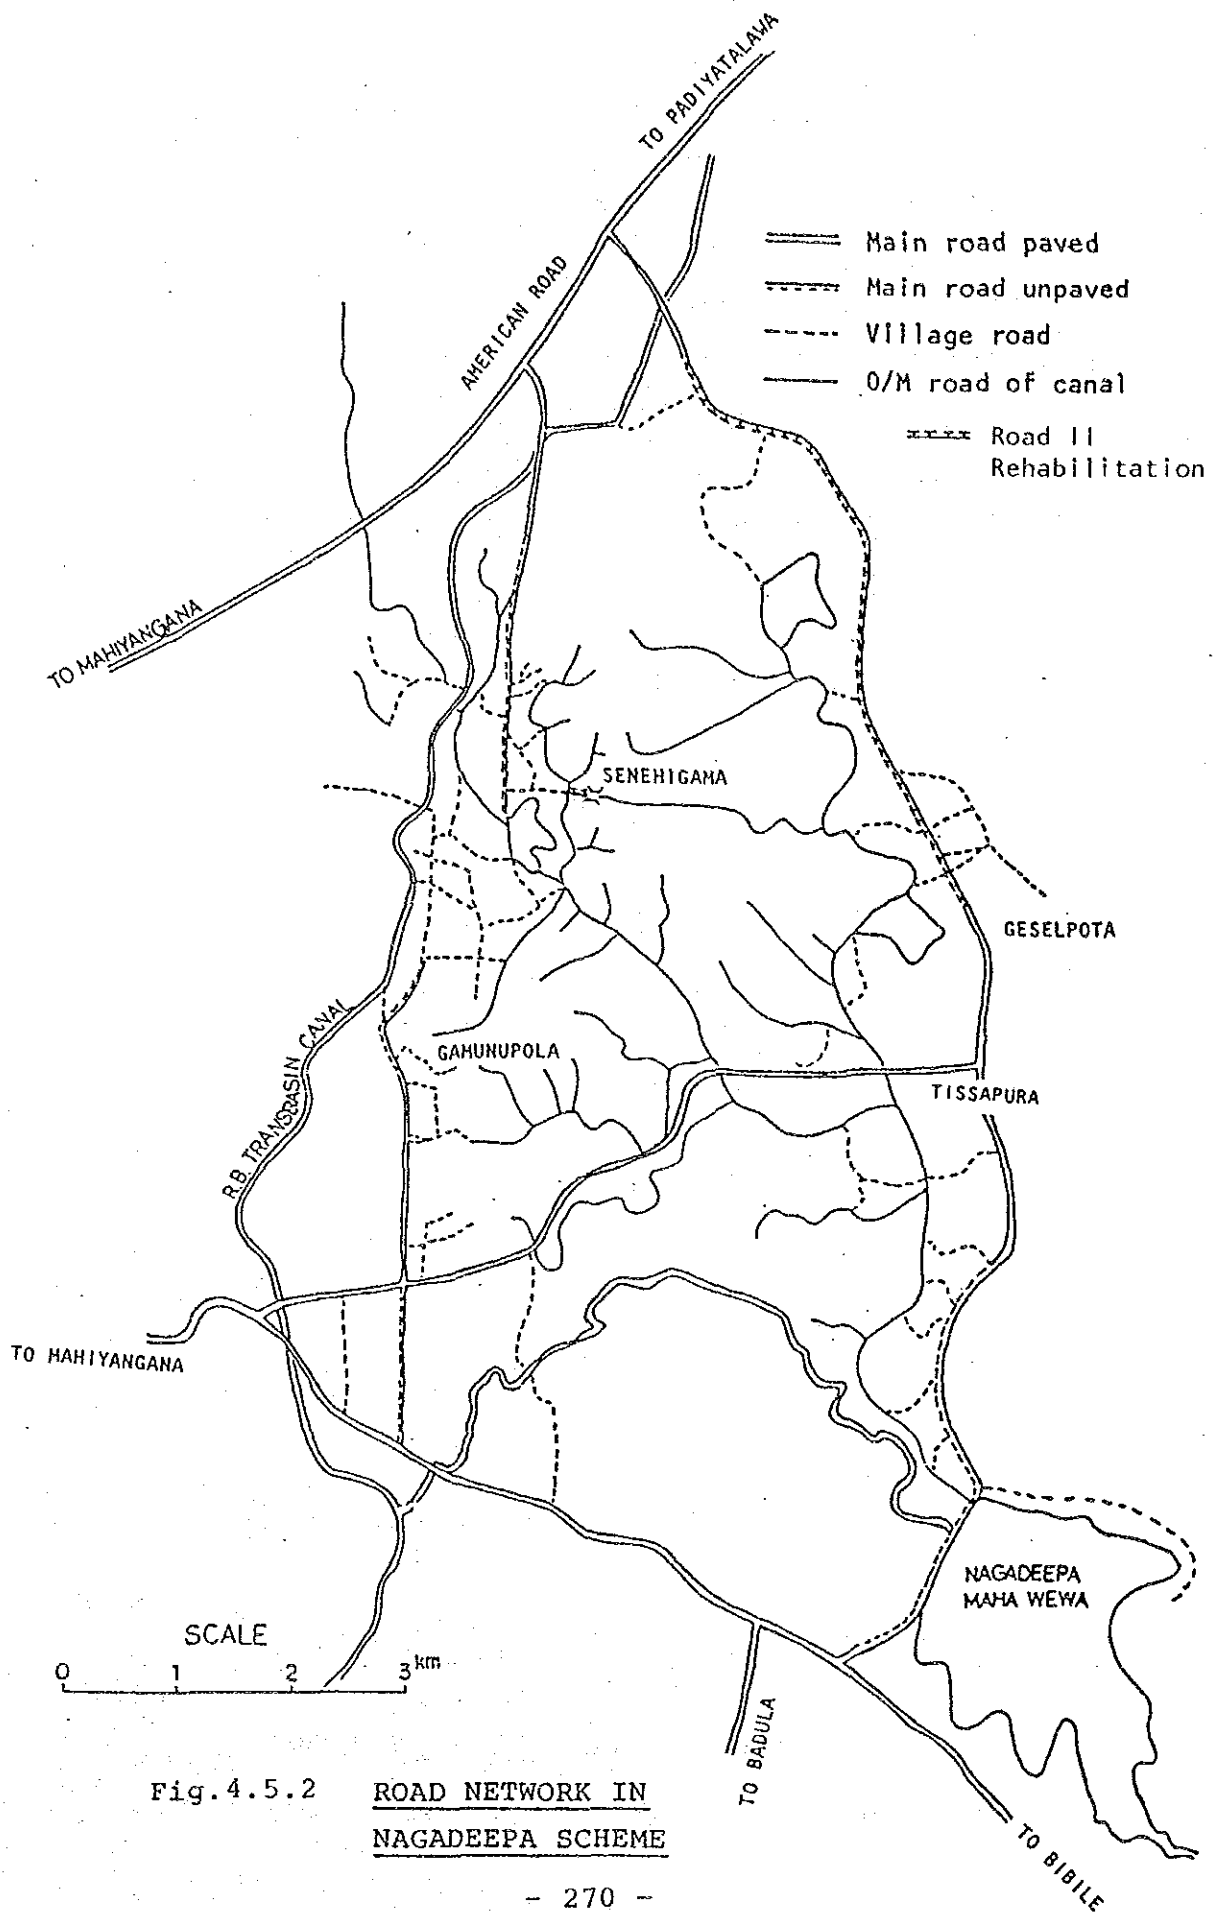 TO PADIYATALAWA
Main road paved
Main road unpaved
Village road
O/M road of canal
Road II
Rehabilitation
AMERICAN ROAD
TO MAHIYANGANA
SENEHIGAMA
GESELPOTA
R.B. TRANSBASIN CANAL
GAMUNUPOLA
TISSAPURA
TO MAHIYANGANA
NAGADEEPA
MAHA WEWA
SCALE
0 1 2 3 km
TO BADULA
TO BIBILE
Fig.4.5.2 ROAD NETWORK IN
NAGADEEPA SCHEME
- 270 -